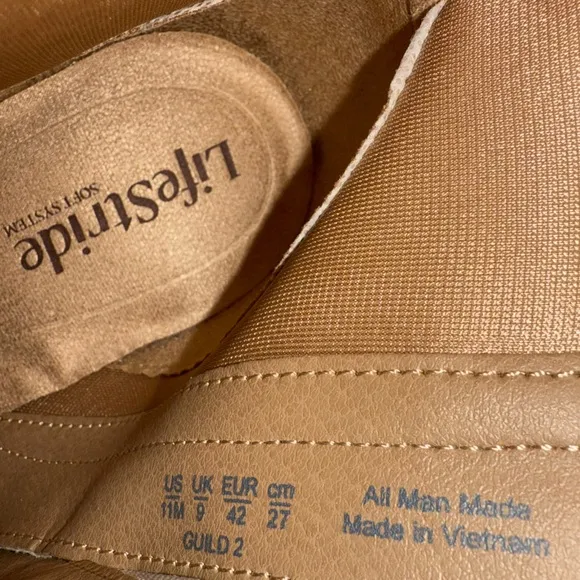 LifeStride
SOFT SYSTEM
US UK EUR cm
11M 9 42 27
GUILD 2
All Man Made
Made in Vietnam